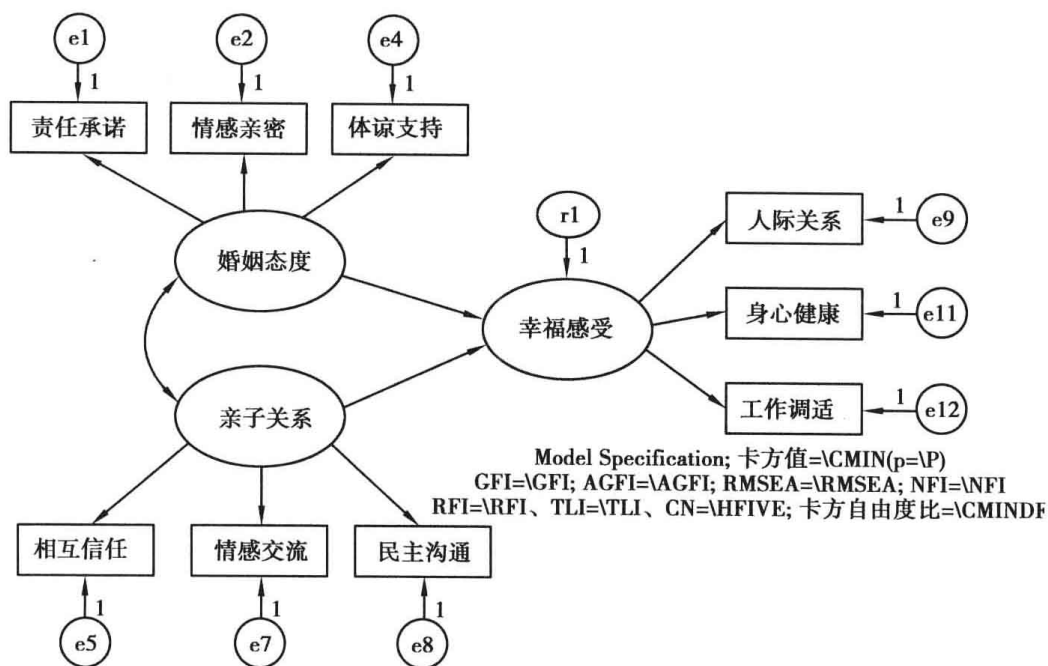 e1 e2 e4
1 1 1
责任承诺 情感亲密 体谅支持
r1
1
人际关系 1 e9
婚姻态度
幸福感受
身心健康 1 e11
亲子关系
工作调适 1 e12
Model Specification; 卡方值=\CMIN(p=\P)
GFI=\GFI; AGFI=\AGFI; RMSEA=\RMSEA; NFI=\NFI
RFI=\RFI、TLI=\TLI、CN=\HFIVE; 卡方自由度比=\CMINDF
相互信任 情感交流 民主沟通
1 1 1
e5 e7 e8